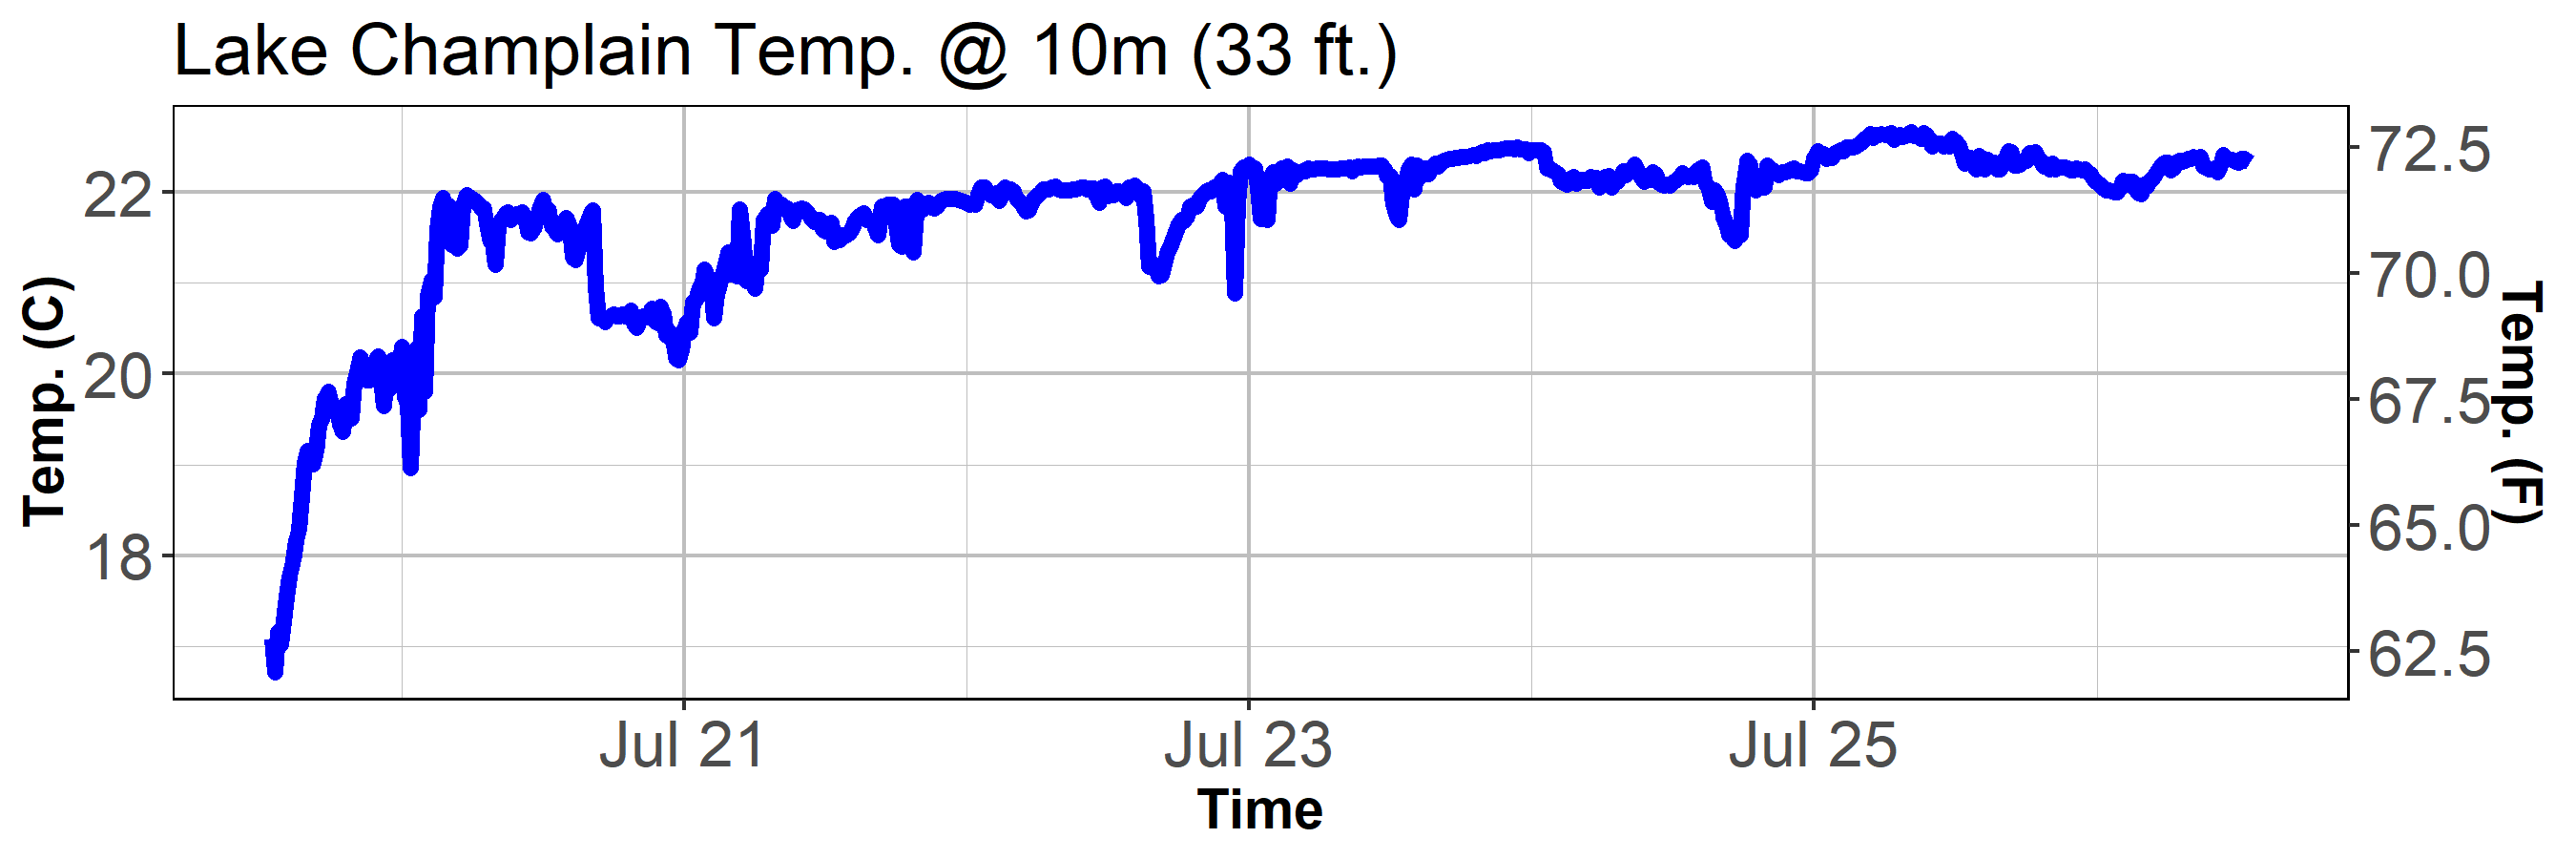 Lake Champlain Temp. @ 10m (33 ft.)
Temp. (C)
22
20
18
72.5
70.0
67.5
65.0
62.5
Temp. (F)
Jul 21
Jul 23
Jul 25
Time